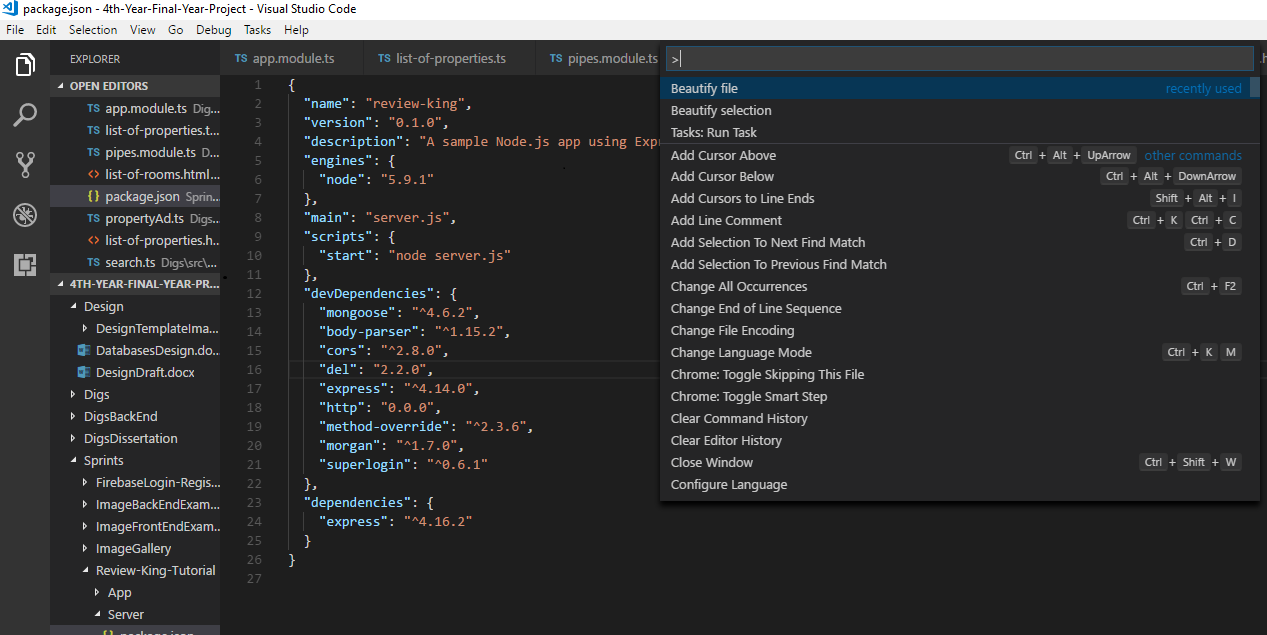 package.json - 4th-Year-Final-Year-Project - Visual Studio Code
File Edit Selection View Go Debug Tasks Help
EXPLORER
OPEN EDITORS
TS app.module.ts Dig...
TS list-of-properties.t...
TS pipes.module.ts D...
<> list-of-rooms.html...
{ } package.json Sprin...
TS propertyAd.ts Digs...
<> list-of-properties.h...
TS search.ts Digs\src\...
4TH-YEAR-FINAL-YEAR-PR...
Design
DesignTemplateIma...
DatabasesDesign.do...
DesignDraft.docx
Digs
DigsBackEnd
DigsDissertation
Sprints
FirebaseLogin-Regis...
ImageBackEndExam...
ImageFrontEndExam...
ImageGallery
Review-King-Tutorial
App
Server
{ } package.json
TS app.module.ts TS list-of-properties.ts TS pipes.module.ts
1 {
2 "name": "review-king",
3 "version": "0.1.0",
4 "description": "A sample Node.js app using Expr
5 "engines": {
6 "node": "5.9.1"
7 },
8 "main": "server.js",
9 "scripts": {
10 "start": "node server.js"
11 },
12 "devDependencies": {
13 "mongoose": "^4.6.2",
14 "body-parser": "^1.15.2",
15 "cors": "^2.8.0",
16 "del": "2.2.0",
17 "express": "^4.14.0",
18 "http": "0.0.0",
19 "method-override": "^2.3.6",
20 "morgan": "^1.7.0",
21 "superlogin": "^0.6.1"
22 },
23 "dependencies": {
24 "express": "^4.16.2"
25 }
26 }
27
>
Beautify file recently used
Beautify selection
Tasks: Run Task
Add Cursor Above Ctrl + Alt + UpArrow other commands
Add Cursor Below Ctrl + Alt + DownArrow
Add Cursors to Line Ends Shift + Alt + I
Add Line Comment Ctrl + K Ctrl + C
Add Selection To Next Find Match Ctrl + D
Add Selection To Previous Find Match
Change All Occurrences Ctrl + F2
Change End of Line Sequence
Change File Encoding
Change Language Mode Ctrl + K M
Chrome: Toggle Skipping This File
Chrome: Toggle Smart Step
Clear Command History
Clear Editor History
Close Window Ctrl + Shift + W
Configure Language